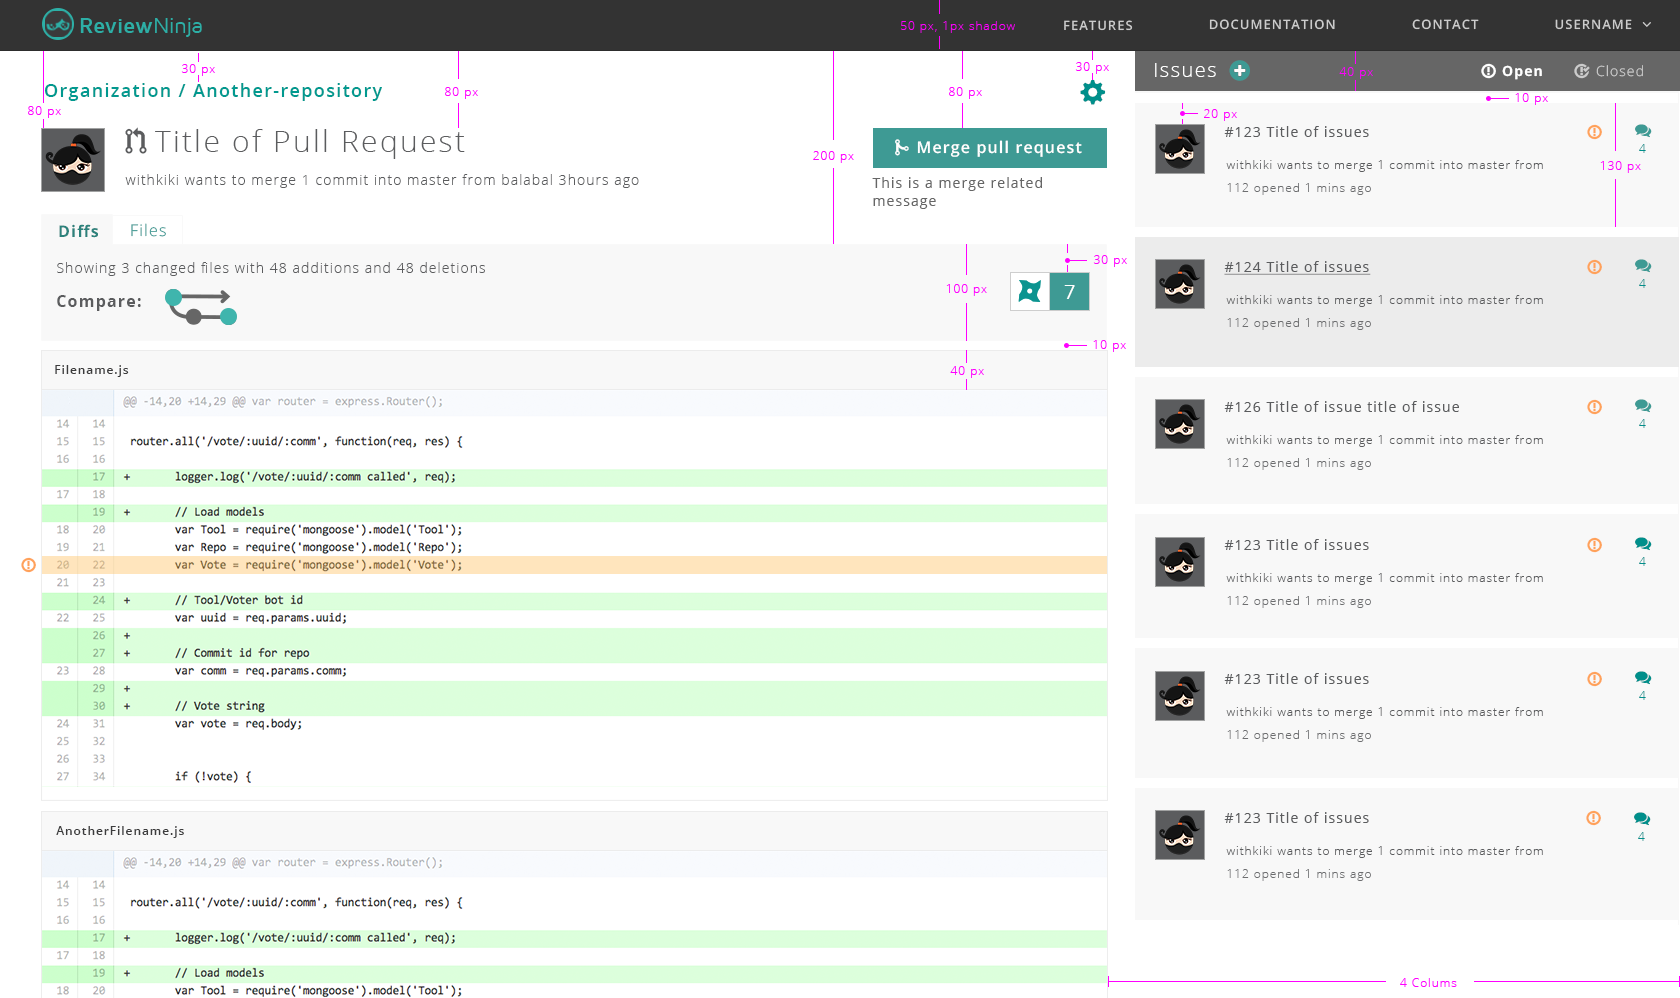 ReviewNinja
50 px, 1px shadow
FEATURES
DOCUMENTATION
CONTACT
USERNAME
30 px
80 px
Organization / Another-repository
80 px
80 px
30 px
Title of Pull Request
withkiki wants to merge 1 commit into master from balabal 3hours ago
200 px
Merge pull request
This is a merge related
message
Diffs
Files
Showing 3 changed files with 48 additions and 48 deletions
Compare:
100 px
30 px
7
10 px
Filename.js
40 px
@@ -14,20 +14,29 @@ var router = express.Router();
14 14
15 15 router.all('/vote/:uuid/:comm', function(req, res) {
16 16
17 + logger.log('/vote/:uuid/:comm called', req);
17 18
19 + // Load models
18 20 var Tool = require('mongoose').model('Tool');
19 21 var Repo = require('mongoose').model('Repo');
20 22 var Vote = require('mongoose').model('Vote');
21 23
24 + // Tool/Voter bot id
22 25 var uuid = req.params.uuid;
26 +
27 + // Commit id for repo
23 28 var comm = req.params.comm;
29 +
30 + // Vote string
24 31 var vote = req.body;
25 32
26 33
27 34 if (!vote) {
AnotherFilename.js
@@ -14,20 +14,29 @@ var router = express.Router();
14 14
15 15 router.all('/vote/:uuid/:comm', function(req, res) {
16 16
17 + logger.log('/vote/:uuid/:comm called', req);
17 18
19 + // Load models
18 20 var Tool = require('mongoose').model('Tool');
Issues
40 px
Open
Closed
10 px
20 px
#123 Title of issues
4
withkiki wants to merge 1 commit into master from
112 opened 1 mins ago
130 px
#124 Title of issues
4
withkiki wants to merge 1 commit into master from
112 opened 1 mins ago
#126 Title of issue title of issue
4
withkiki wants to merge 1 commit into master from
112 opened 1 mins ago
#123 Title of issues
4
withkiki wants to merge 1 commit into master from
112 opened 1 mins ago
#123 Title of issues
4
withkiki wants to merge 1 commit into master from
112 opened 1 mins ago
#123 Title of issues
4
withkiki wants to merge 1 commit into master from
112 opened 1 mins ago
4 Colums